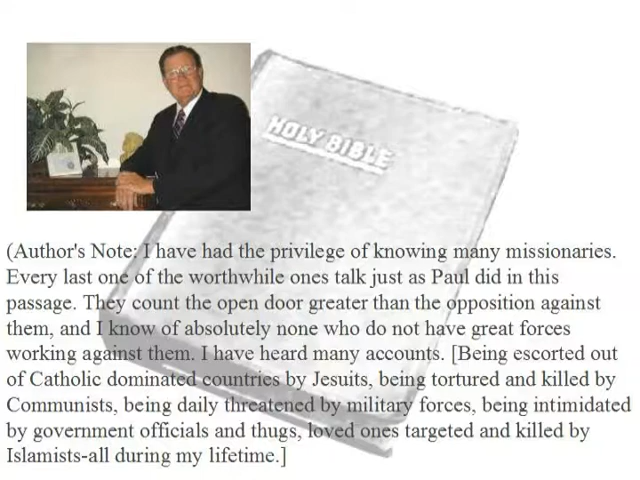 HOLY BIBLE
(Author's Note: I have had the privilege of knowing many missionaries.
Every last one of the worthwhile ones talk just as Paul did in this
passage. They count the open door greater than the opposition against
them, and I know of absolutely none who do not have great forces
working against them. I have heard many accounts. [Being escorted out
of Catholic dominated countries by Jesuits, being tortured and killed by
Communists, being daily threatened by military forces, being intimidated
by government officials and thugs, loved ones targeted and killed by
Islamists-all during my lifetime.]